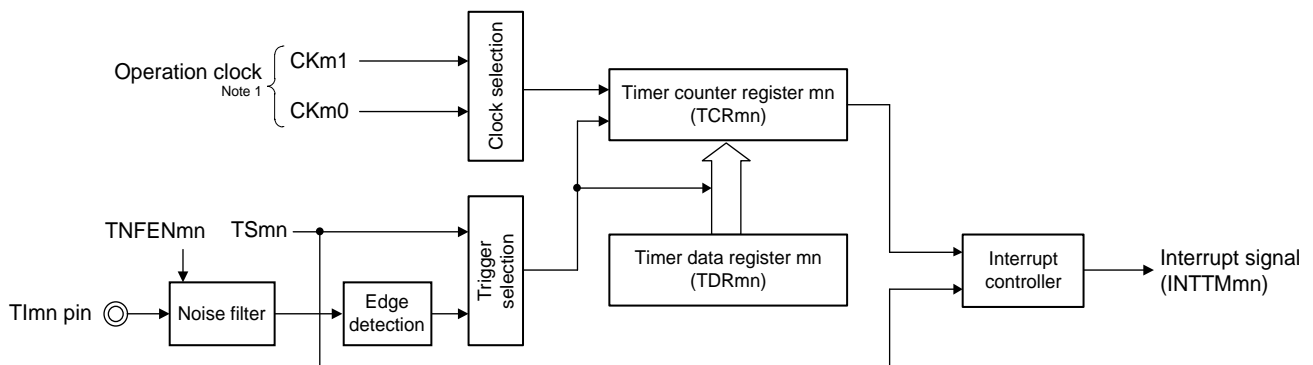 Operation clock
Note 1
CKm1
CKm0
Clock selection
Timer counter register mn
(TCRmn)
TNFENmn
TSmn
TImn pin
Noise filter
Edge
detection
Trigger
selection
Timer data register mn
(TDRmn)
Interrupt
controller
Interrupt signal
(INTTMmn)